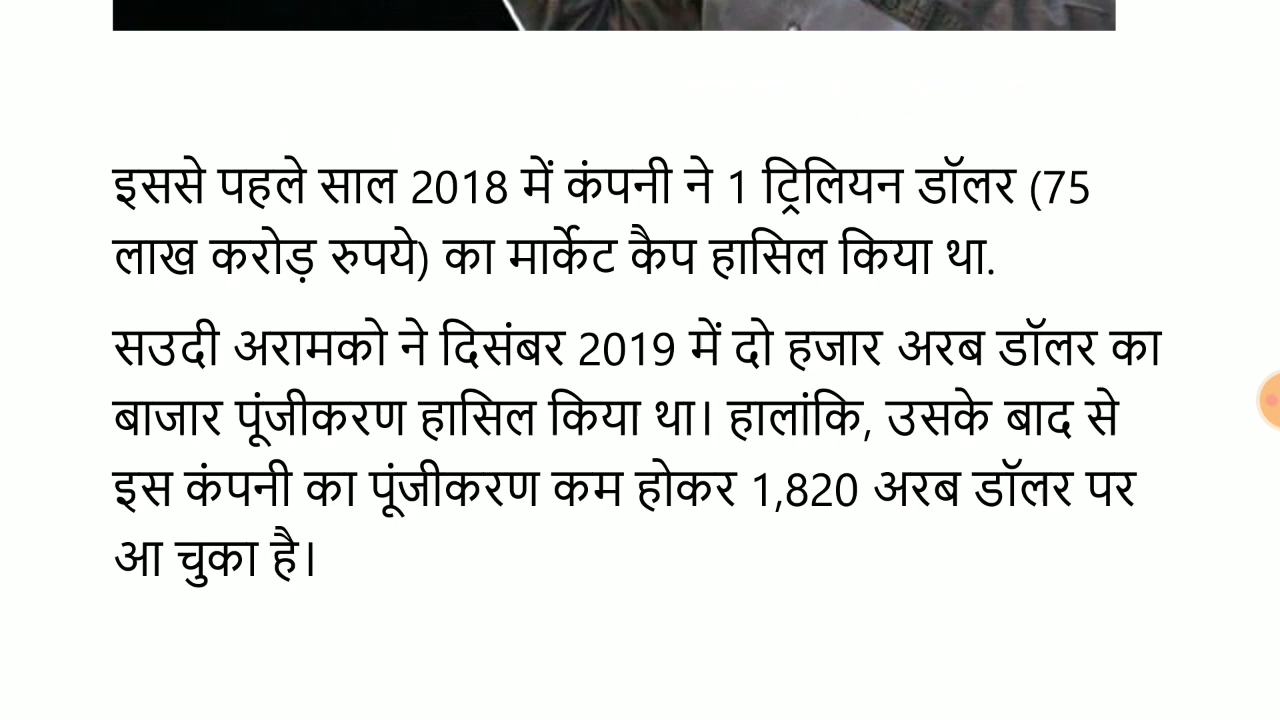 इससे पहले साल 2018 में कंपनी ने 1 ट्रिलियन डॉलर (75
लाख करोड़ रुपये) का मार्केट कैप हासिल किया था.
सउदी अरामको ने दिसंबर 2019 में दो हजार अरब डॉलर का
बाजार पूंजीकरण हासिल किया था। हालांकि, उसके बाद से
इस कंपनी का पूंजीकरण कम होकर 1,820 अरब डॉलर पर
आ चुका है।